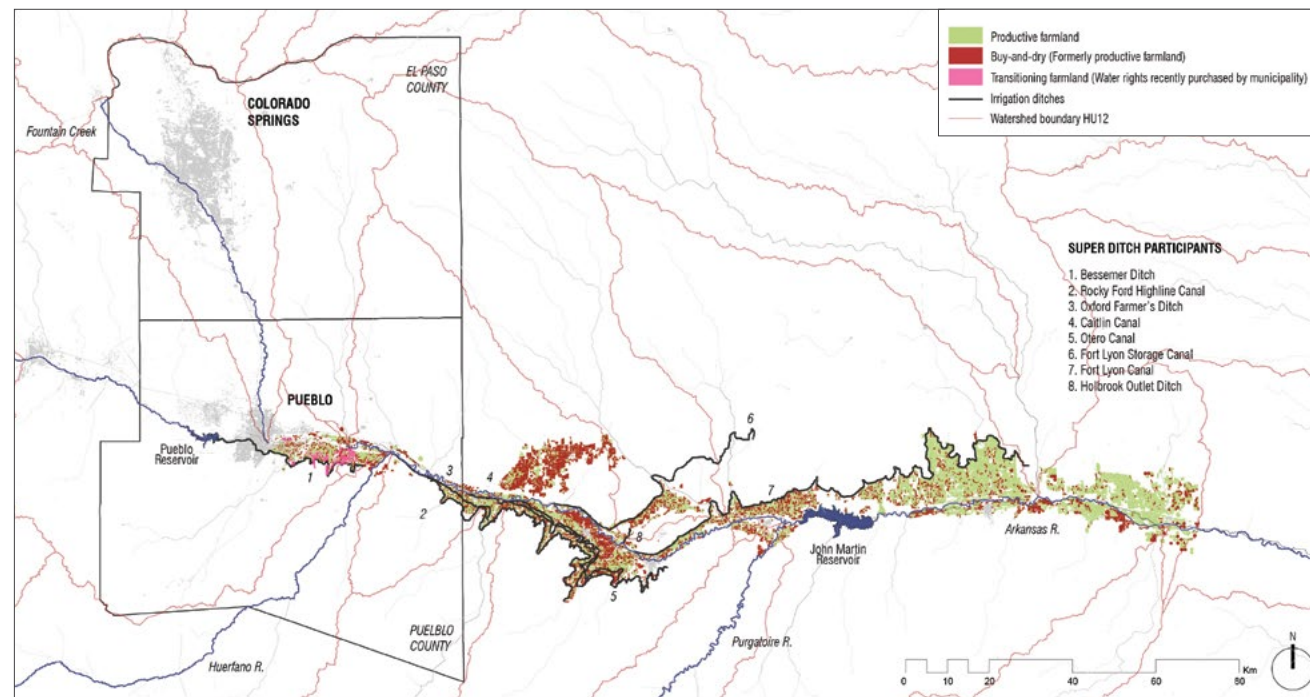 Productive farmland
Buy-and-dry (Formerly productive farmland)
Transitioning farmland (Water rights recently purchased by municipality)
Irrigation ditches
Watershed boundary HU12
EL PASO
COUNTY
COLORADO
SPRINGS
Fountain Creek
SUPER DITCH PARTICIPANTS
1. Bessemer Ditch
2. Rocky Ford Highline Canal
3. Oxford Farmer's Ditch
4. Caitlin Canal
5. Otero Canal
6. Fort Lyon Storage Canal
7. Fort Lyon Canal
8. Holbrook Outlet Ditch
PUEBLO
Pueblo
Reservoir
1
2
3
4
5
6
7
8
John Martin
Reservoir
Arkansas R.
Purgatoire R.
Huerfano R.
PUELBLO
COUNTY
0 20 40 60 80 Km
N